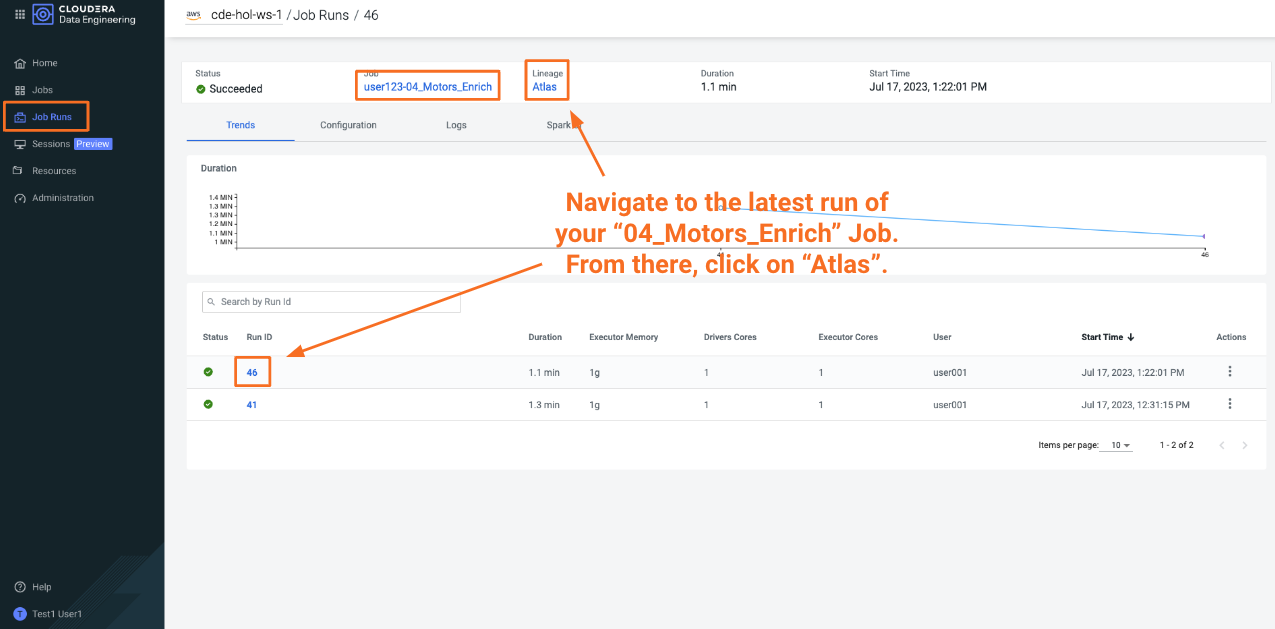 CLOUDERA
Data Engineering
aws cde-hol-ws-1 / Job Runs / 46
Home
Jobs
Job Runs
Sessions Preview
Resources
Administration
Help
T Test1 User1
Status
Succeeded
Job
user123-04_Motors_Enrich
Lineage
Atlas
Duration
1.1 min
Start Time
Jul 17, 2023, 1:22:01 PM
Trends Configuration Logs Spark
Duration
1.4 MIN
1.3 MIN
1.3 MIN
1.2 MIN
1.1 MIN
1 MIN
46
Navigate to the latest run of
your “04_Motors_Enrich” Job.
From there, click on “Atlas”.
Search by Run Id
Status Run ID Duration Executor Memory Drivers Cores Executor Cores User Start Time Actions
46 1.1 min 1g 1 1 user001 Jul 17, 2023, 1:22:01 PM
41 1.3 min 1g 1 1 user001 Jul 17, 2023, 12:31:15 PM
Items per page: 10 1 - 2 of 2